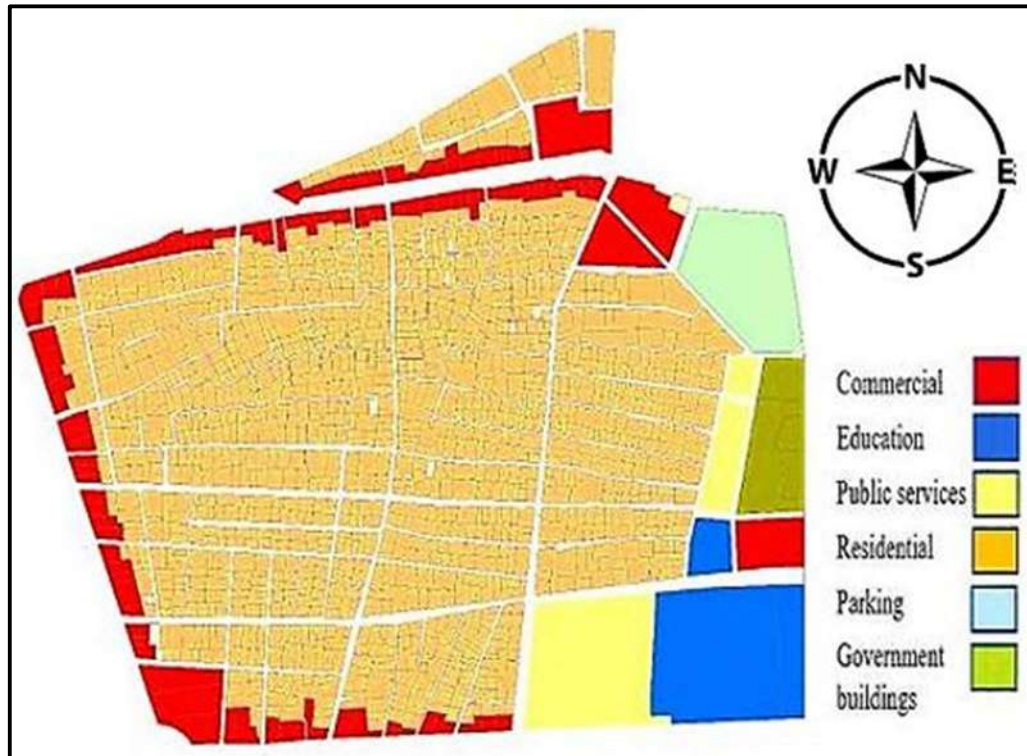 N
W E
S
Commercial
Education
Public services
Residential
Parking
Government
buildings